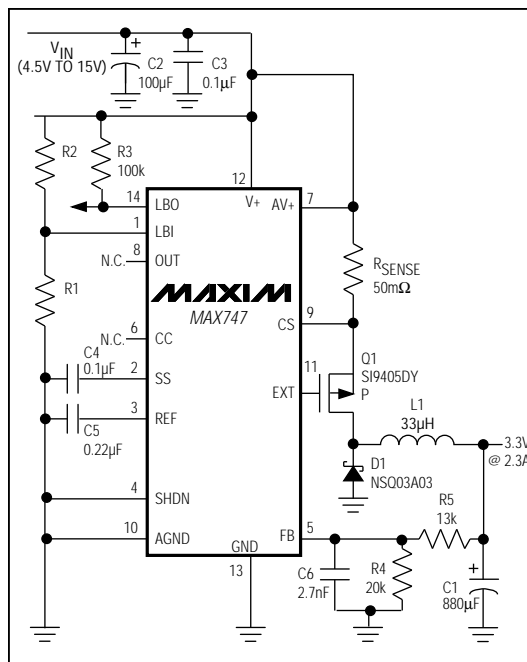 VIN
(4.5V TO 15V)
C2
100µF
C3
0.1µF
R2
R3
100k
12
14
LBO
V+
AV+
7
1
LBI
8
N.C.
OUT
RSENSE
50mΩ
R1
MAXIM
MAX747
CS
9
6
N.C.
CC
C4
0.1µF
2
SS
Q1
SI9405DY
11
EXT
P
3
REF
C5
0.22µF
L1
33µH
3.3V
@ 2.3A
D1
NSQ03A03
4
SHDN
R5
13k
10
AGND
FB
5
GND
13
C6
2.7nF
R4
20k
C1
880µF
+
+